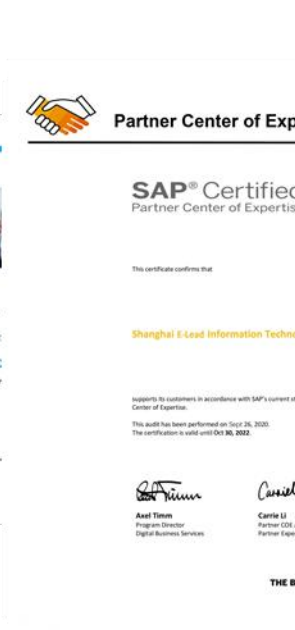 Partner Center of Exp
SAP® Certified
Partner Center of Expertis
This certificate confirms that
Shanghai E-Lead Information Techno
supports its customers in accordance with SAP's current st
Center of Expertise.
This audit has been performed on Sept 26, 2020.
The certification is valid until Oct 30, 2022.
Axel Timm
Carrie Li
Program Director
Partner COE
Digital Business Services
Partner Expe
THE B